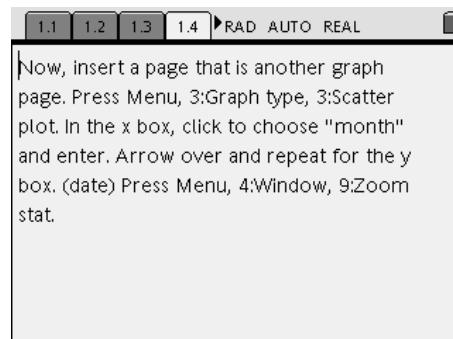 1.1 1.2 1.3 1.4 RAD AUTO REAL
Now, insert a page that is another graph
page. Press Menu, 3:Graph type, 3:Scatter
plot. In the x box, click to choose "month"
and enter. Arrow over and repeat for the y
box. (date) Press Menu, 4:Window, 9:Zoom
stat.